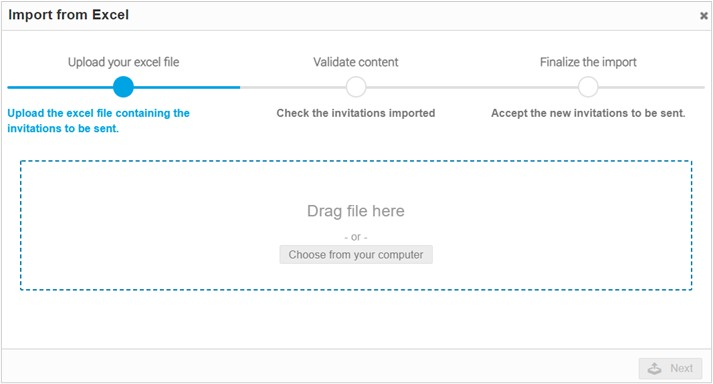 Import from Excel
Upload your excel file
Validate content
Finalize the import
Upload the excel file containing the
invitations to be sent.
Check the invitations imported
Accept the new invitations to be sent.
Drag file here
- or -
Choose from your computer
Next